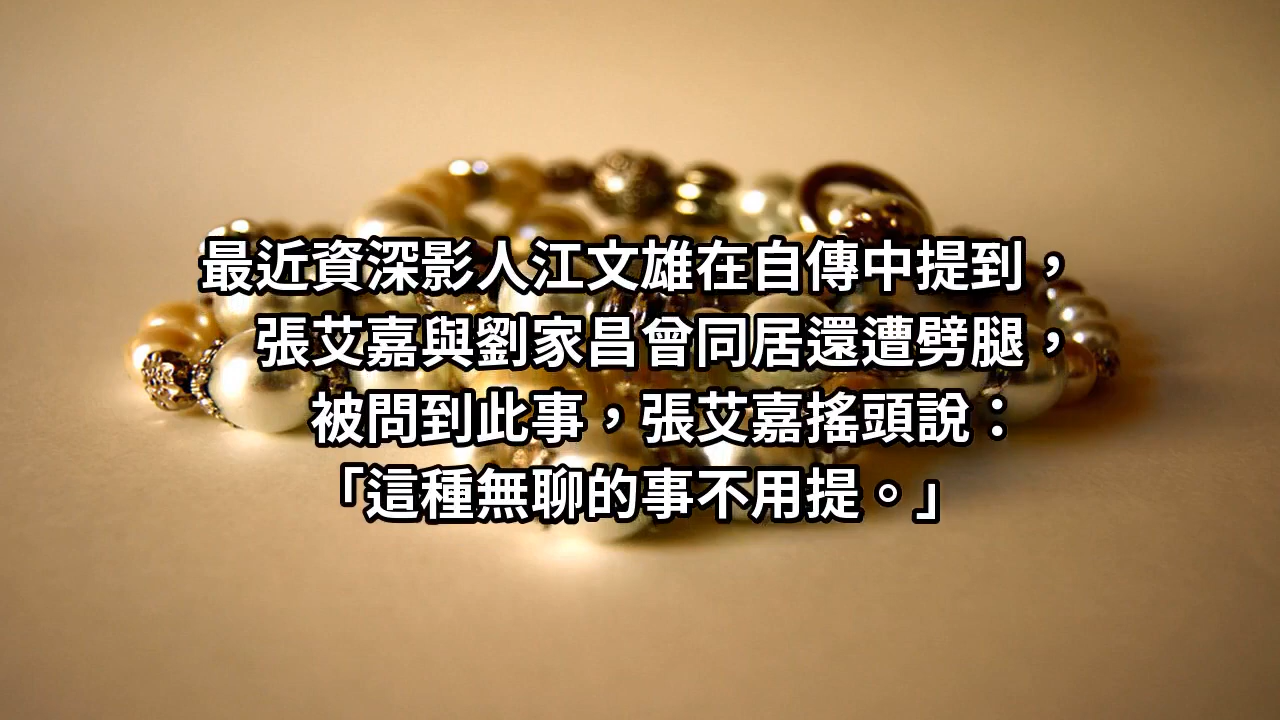 最近資深影人江文雄在自傳中提到，
張艾嘉與劉家昌曾同居還遭劈腿，
被問到此事，張艾嘉搖頭說：
「這種無聊的事不用提。」